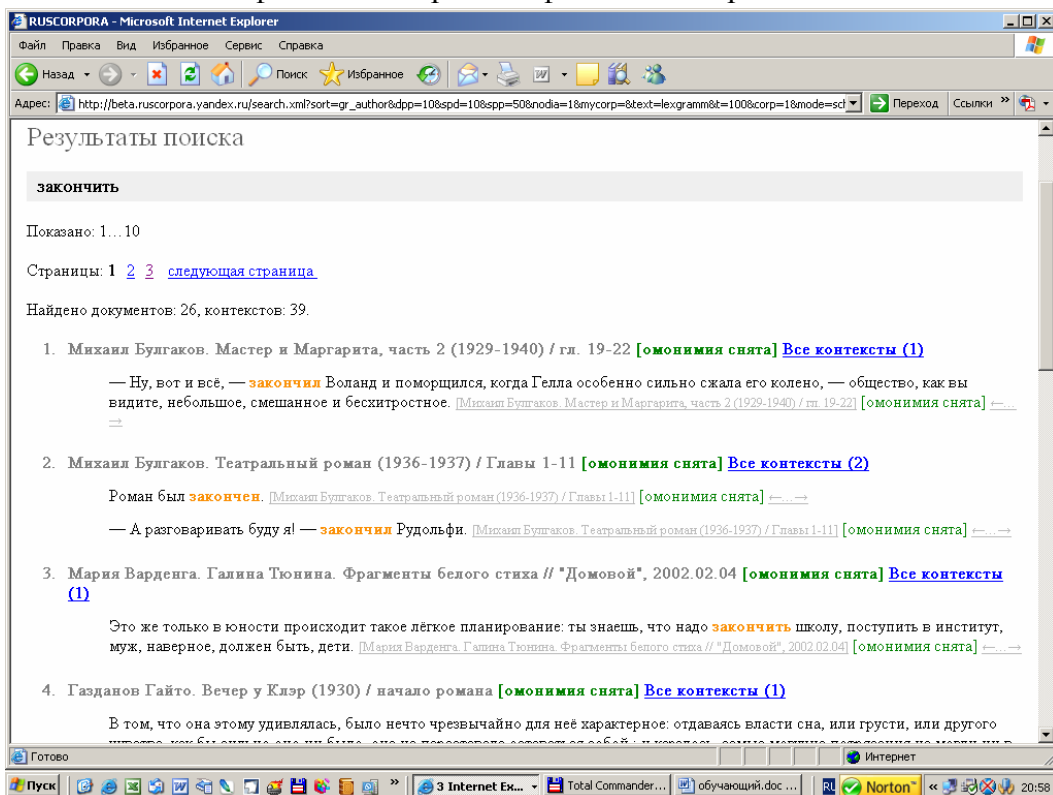 RUSCORPORA - Microsoft Internet Explorer
Файл Правка Вид Избранное Сервис Справка
Назад Поиск Избранное
Адрес: http://beta.ruscorpora.yandex.ru/search.xml?sort=gr_author&dpp=10&spd=10&spp=50&nodia=1&mycorp=&text=lexgramm&t=100&corp=1&mode=scl Переход Ссылки »
Результаты поиска
закончить
Показано: 1...10
Страницы: 1 2 3 следующая страница
Найдено документов: 26, контекстов: 39.
1. Михаил Булгаков. Мастер и Маргарита, часть 2 (1929-1940) / гл. 19-22 [омонимия снята] Все контексты (1)
— Ну, вот и всё, — закончил Воланд и поморщился, когда Гелла особенно сильно сжала его колено, — общество, как вы
видите, небольшое, смешанное и бесхитростное. [Михаил Булгаков. Мастер и Маргарита, часть 2 (1929-1940) / гл. 19-22] [омонимия снята] ←...
→
2. Михаил Булгаков. Театральный роман (1936-1937) / Главы 1-11 [омонимия снята] Все контексты (2)
Роман был закончен. [Михаил Булгаков. Театральный роман (1936-1937) / Главы 1-11] [омонимия снята] ←...→
— А разговаривать буду я! — закончил Рудольфи. [Михаил Булгаков. Театральный роман (1936-1937) / Главы 1-11] [омонимия снята] ←...→
3. Мария Варденга. Галина Тюнина. Фрагменты белого стиха // "Домовой", 2002.02.04 [омонимия снята] Все контексты
(1)
Это же только в юности происходит такое лёгкое планирование: ты знаешь, что надо закончить школу, поступить в институт,
муж, наверное, должен быть, дети. [Мария Варденга. Галина Тюнина. Фрагменты белого стиха // "Домовой", 2002.02.04] [омонимия снята] ←...→
4. Газданов Гайто. Вечер у Клэр (1930) / начало романа [омонимия снята] Все контексты (1)
В том, что она этому удивлялась, было нечто чрезвычайно для неё характерное: отдаваясь власти сна, или грусти, или другого
Готово Интернет
Пуск » 3 Internet Ex... Total Commander... обучающий.doc ... RU Norton « 20:58